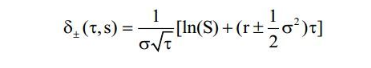 δ±(τ,s) = 1/(σ√τ) [ln(S)+(r ± 1/2 σ²)τ]